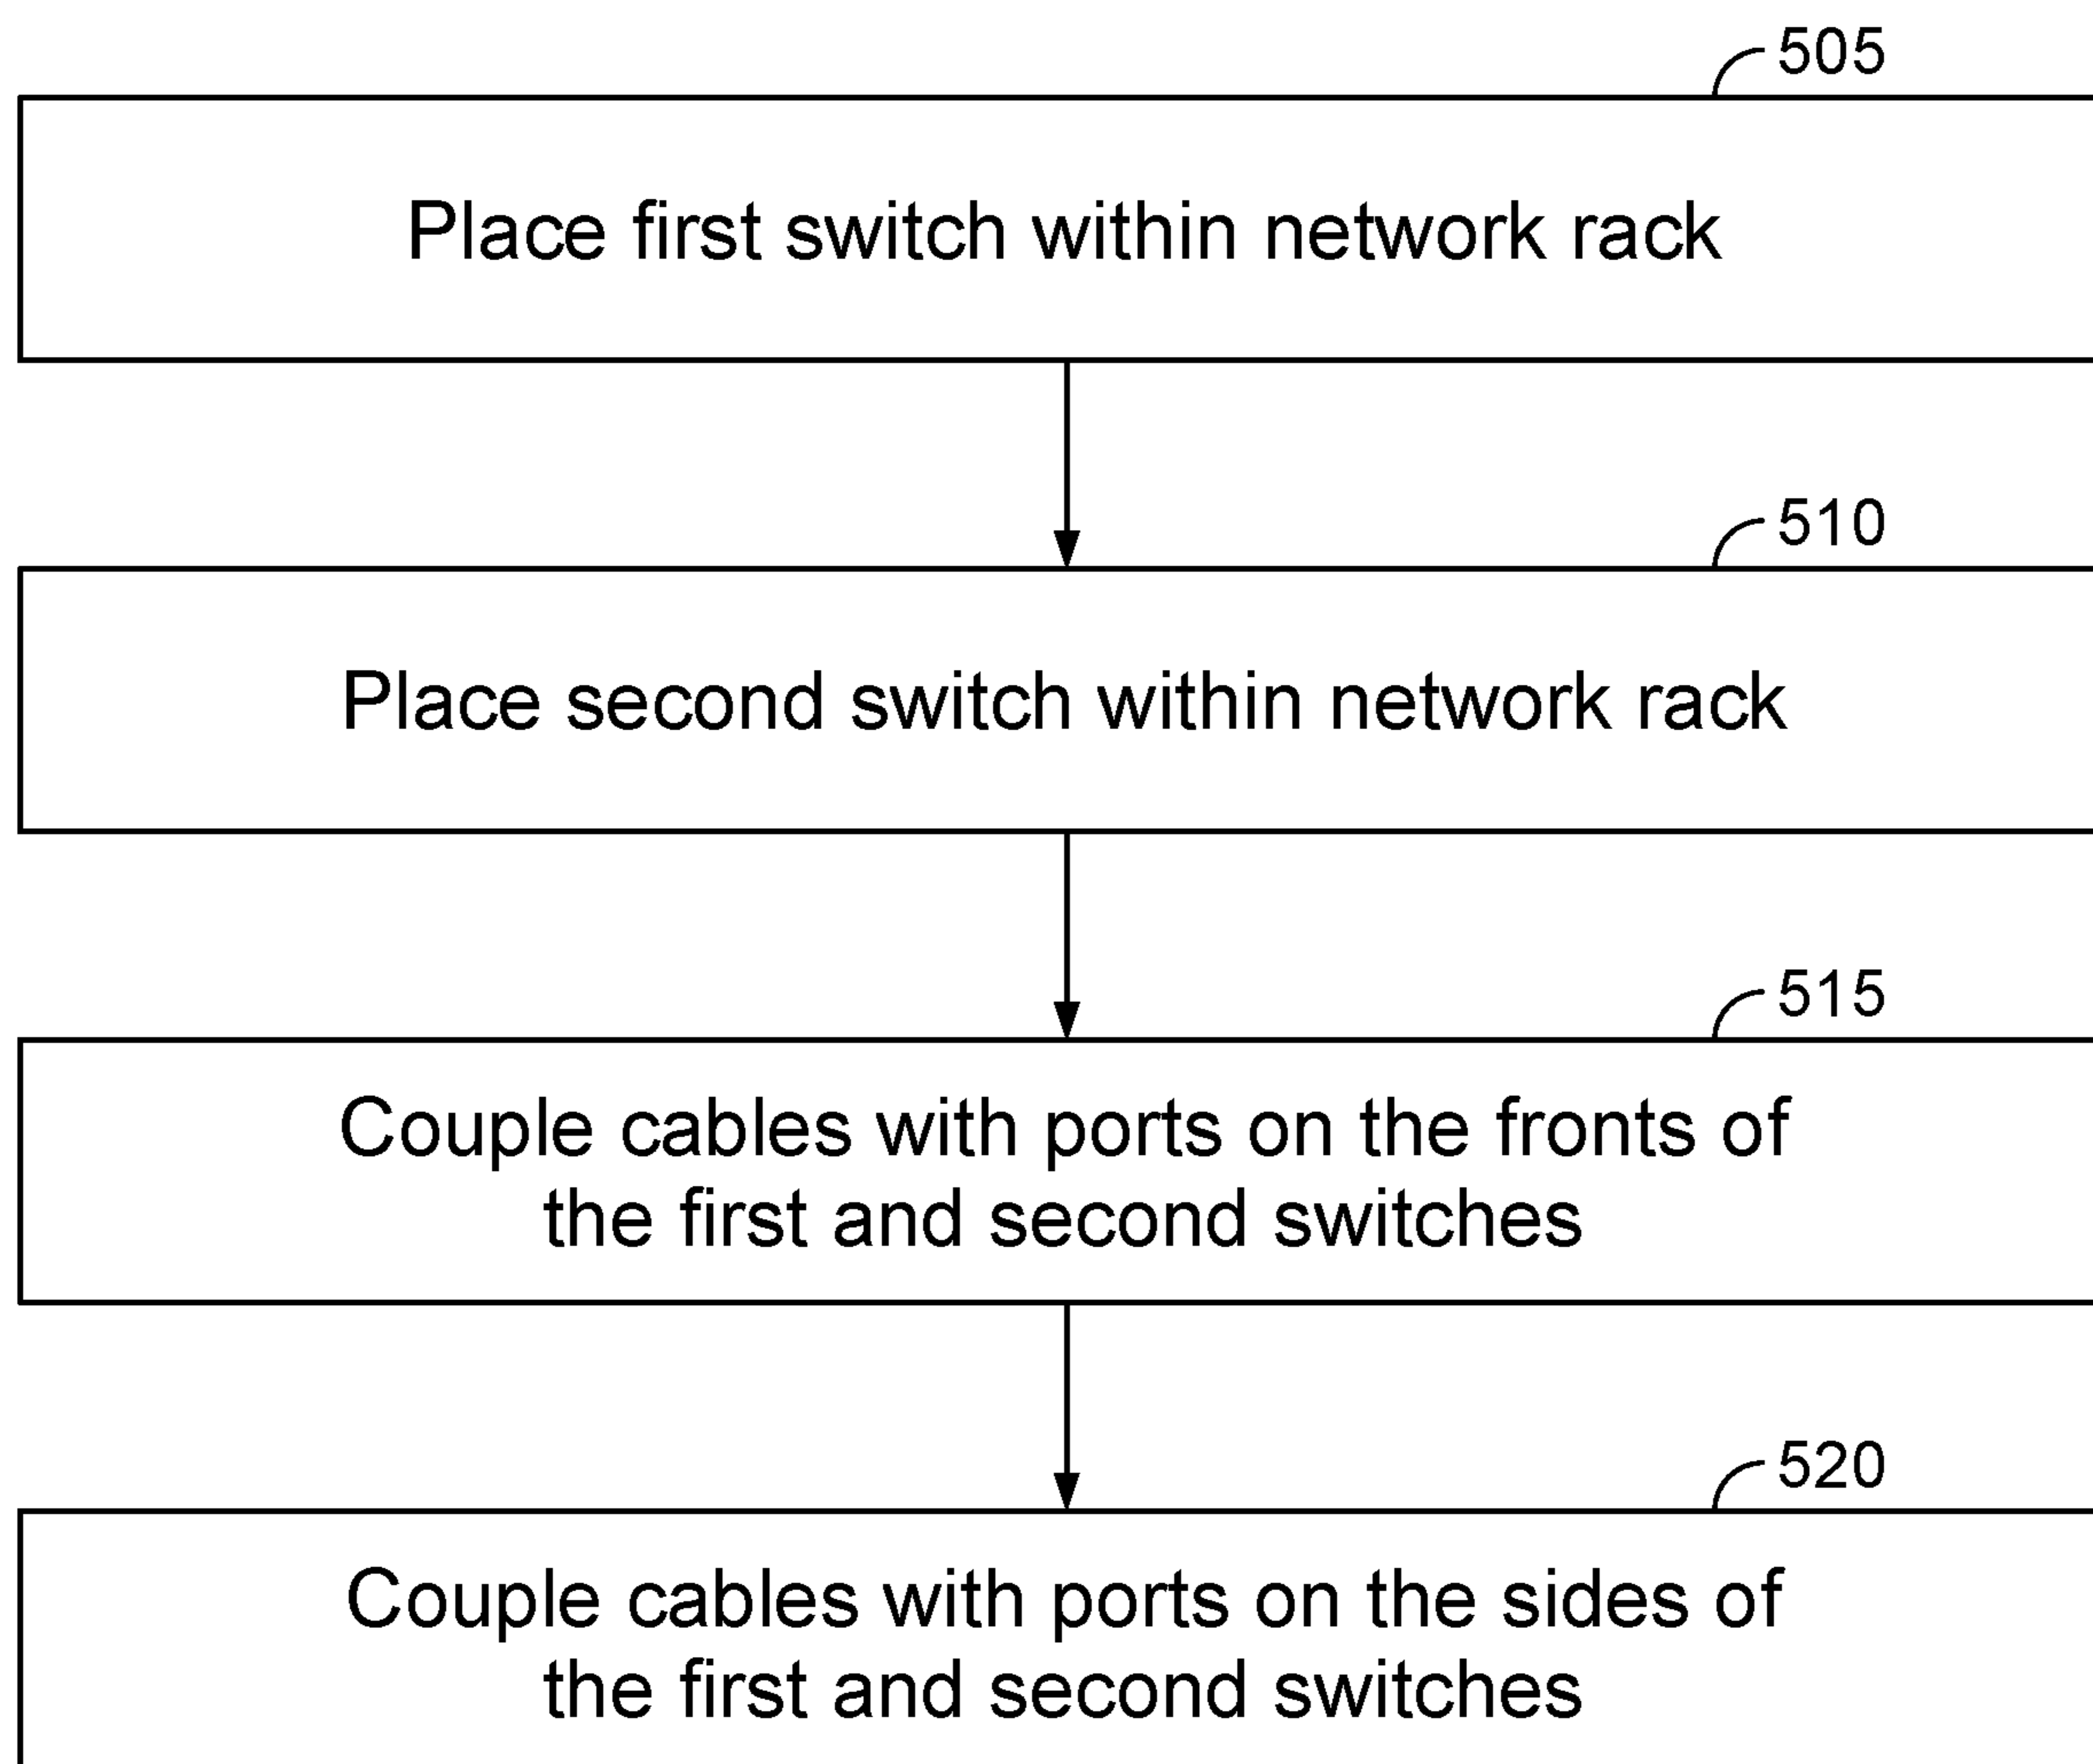 505
Place first switch within network rack
510
Place second switch within network rack
515
Couple cables with ports on the fronts of
the first and second switches
520
Couple cables with ports on the sides of
the first and second switches